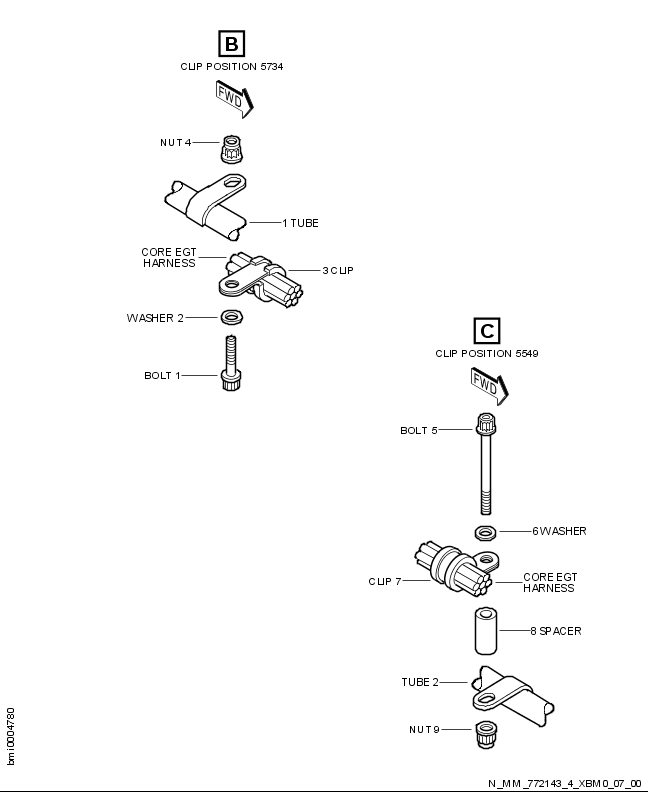 B
CLIP POSITION 5734
FWD
NUT 4
1 TUBE
CORE EGT
HARNESS
3 CLIP
WASHER 2
BOLT 1
C
CLIP POSITION 5549
FWD
BOLT 5
6 WASHER
CLIP 7
CORE EGT
HARNESS
8 SPACER
TUBE 2
NUT 9
bmi0004780
N_MM_772143_4_XBM0_07_00